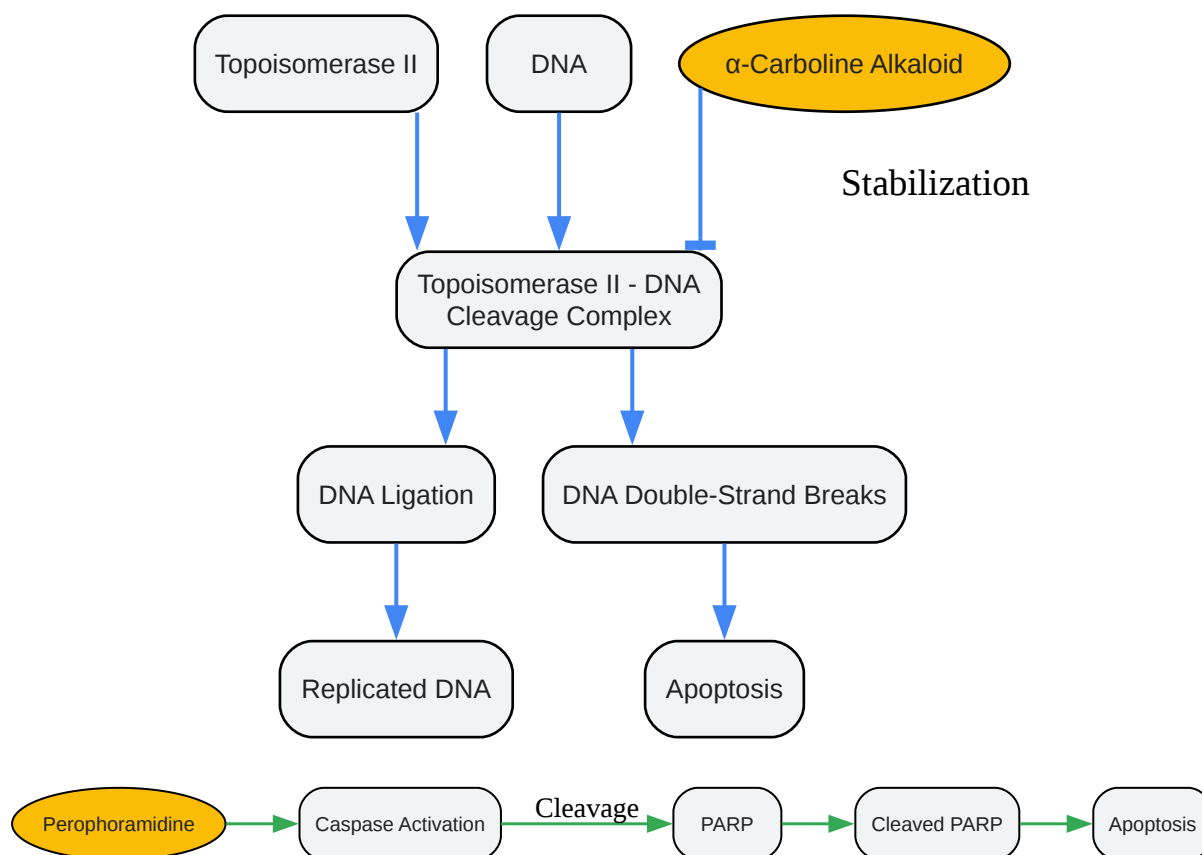 Topoisomerase II
DNA
α-Carboline Alkaloid
Stabilization
Topoisomerase II - DNA
Cleavage Complex
DNA Ligation
DNA Double-Strand Breaks
Replicated DNA
Apoptosis
Perophoramidine
Caspase Activation
Cleavage
PARP
Cleaved PARP
Apoptosis